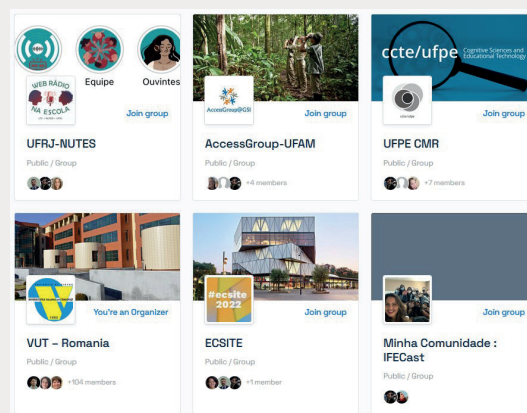 Equipe
Ouvintes
WEB RÁDIO
NA ESCOLA
Join group
UFRJ-NUTES
Public / Group
AccessGroup@GSI
Join group
AccessGroup-UFAM
Public / Group
+4 members
ccte/ufpe Cognitive Sciences and
Educational Technology
Join group
UFPE CMR
Public / Group
+7 members
V
You're an Organizer
VUT – Romania
Public / Group
+104 members
#ecsite
2022
Join group
ECSITE
Public / Group
+1 member
Join group
Minha Comunidade :
IFECast
Public / Group